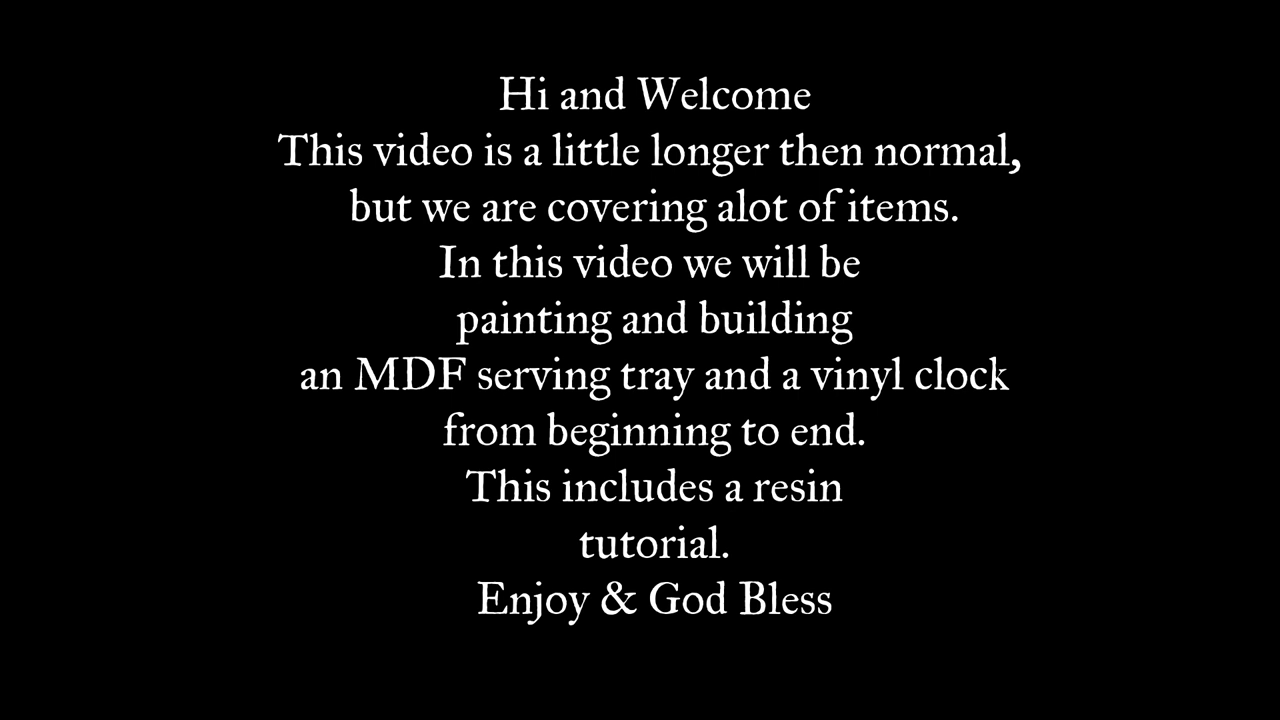 Hi and Welcome
This video is a little longer then normal,
but we are covering alot of items.
In this video we will be
painting and building
an MDF serving tray and a vinyl clock
from beginning to end.
This includes a resin
tutorial.
Enjoy & God Bless